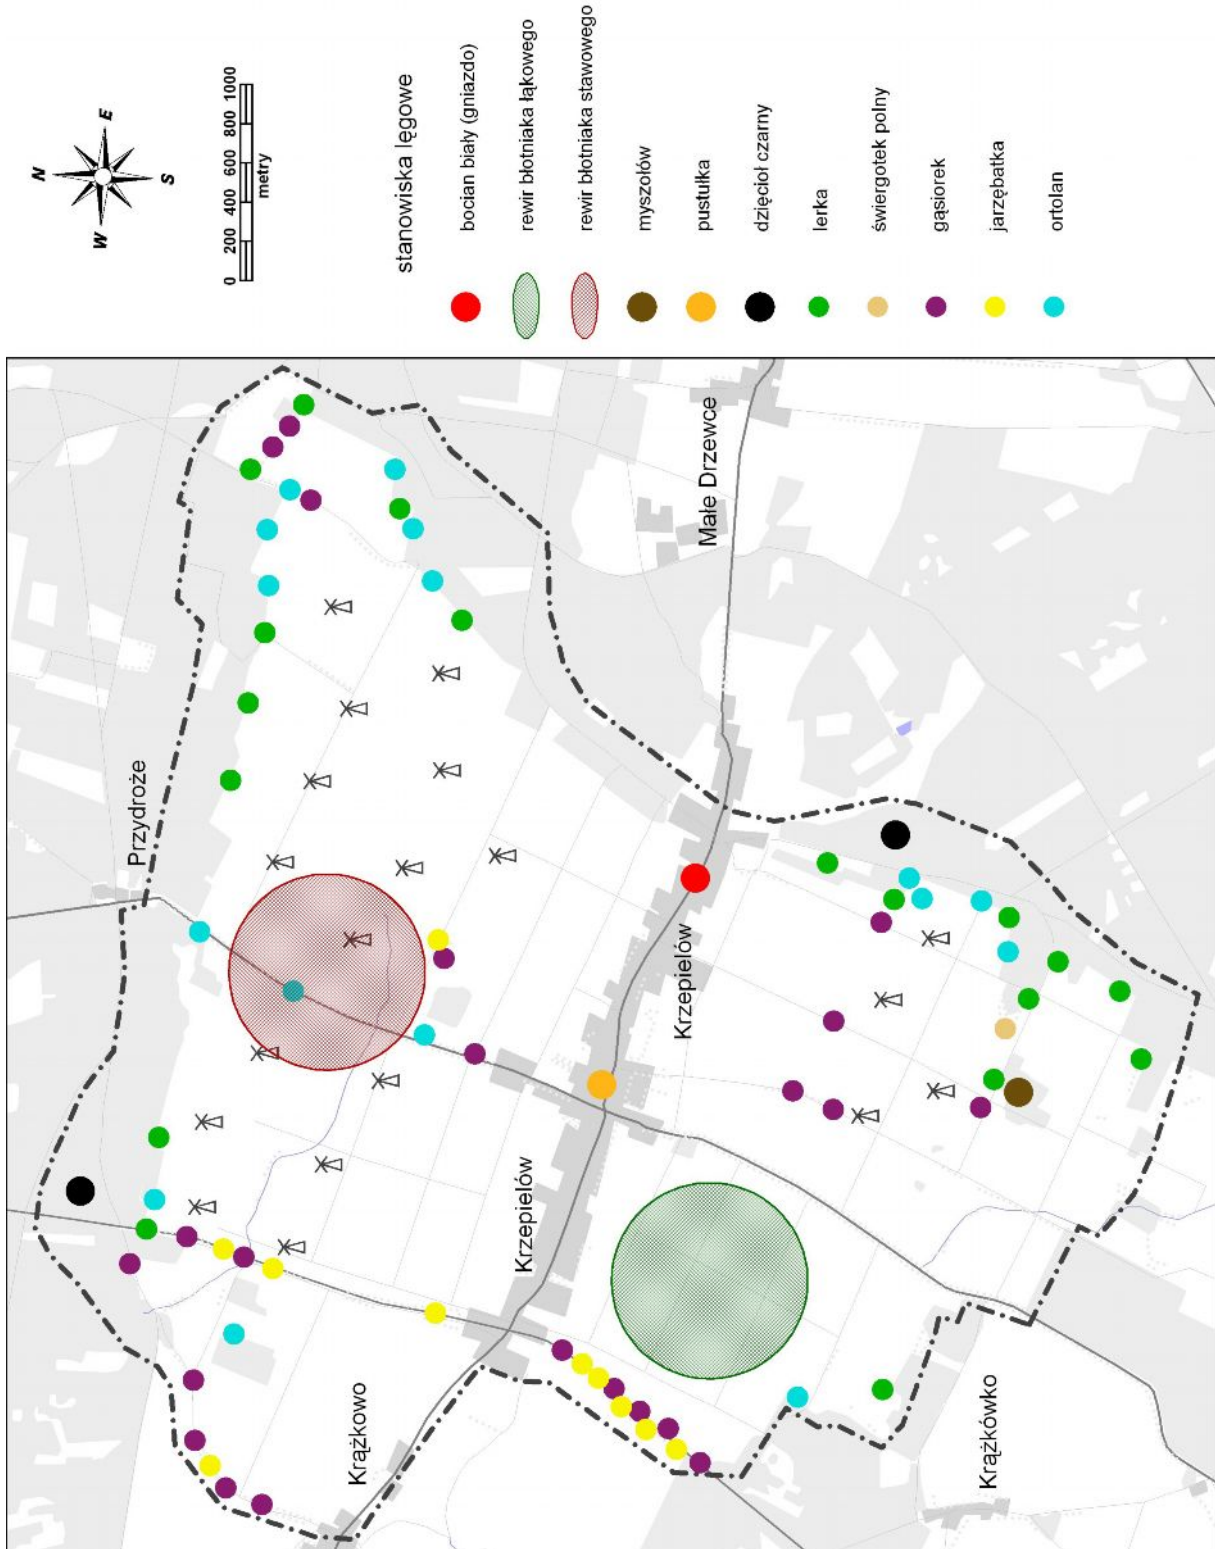 N
E
S
W
0 200 400 600 800 1000
metry
stanowiska lęgowe
bocian biały (gniazdo)
rewir błotniaka łąkowego
rewir błotniaka stawowego
myszołów
pustułka
dzięcioł czarny
lerka
świergotek polny
gąsiorek
jarzębatka
ortolan
Przydroże
Małe Drzewce
Krzepielów
Krzepielów
Krążkowo
Krążkówko